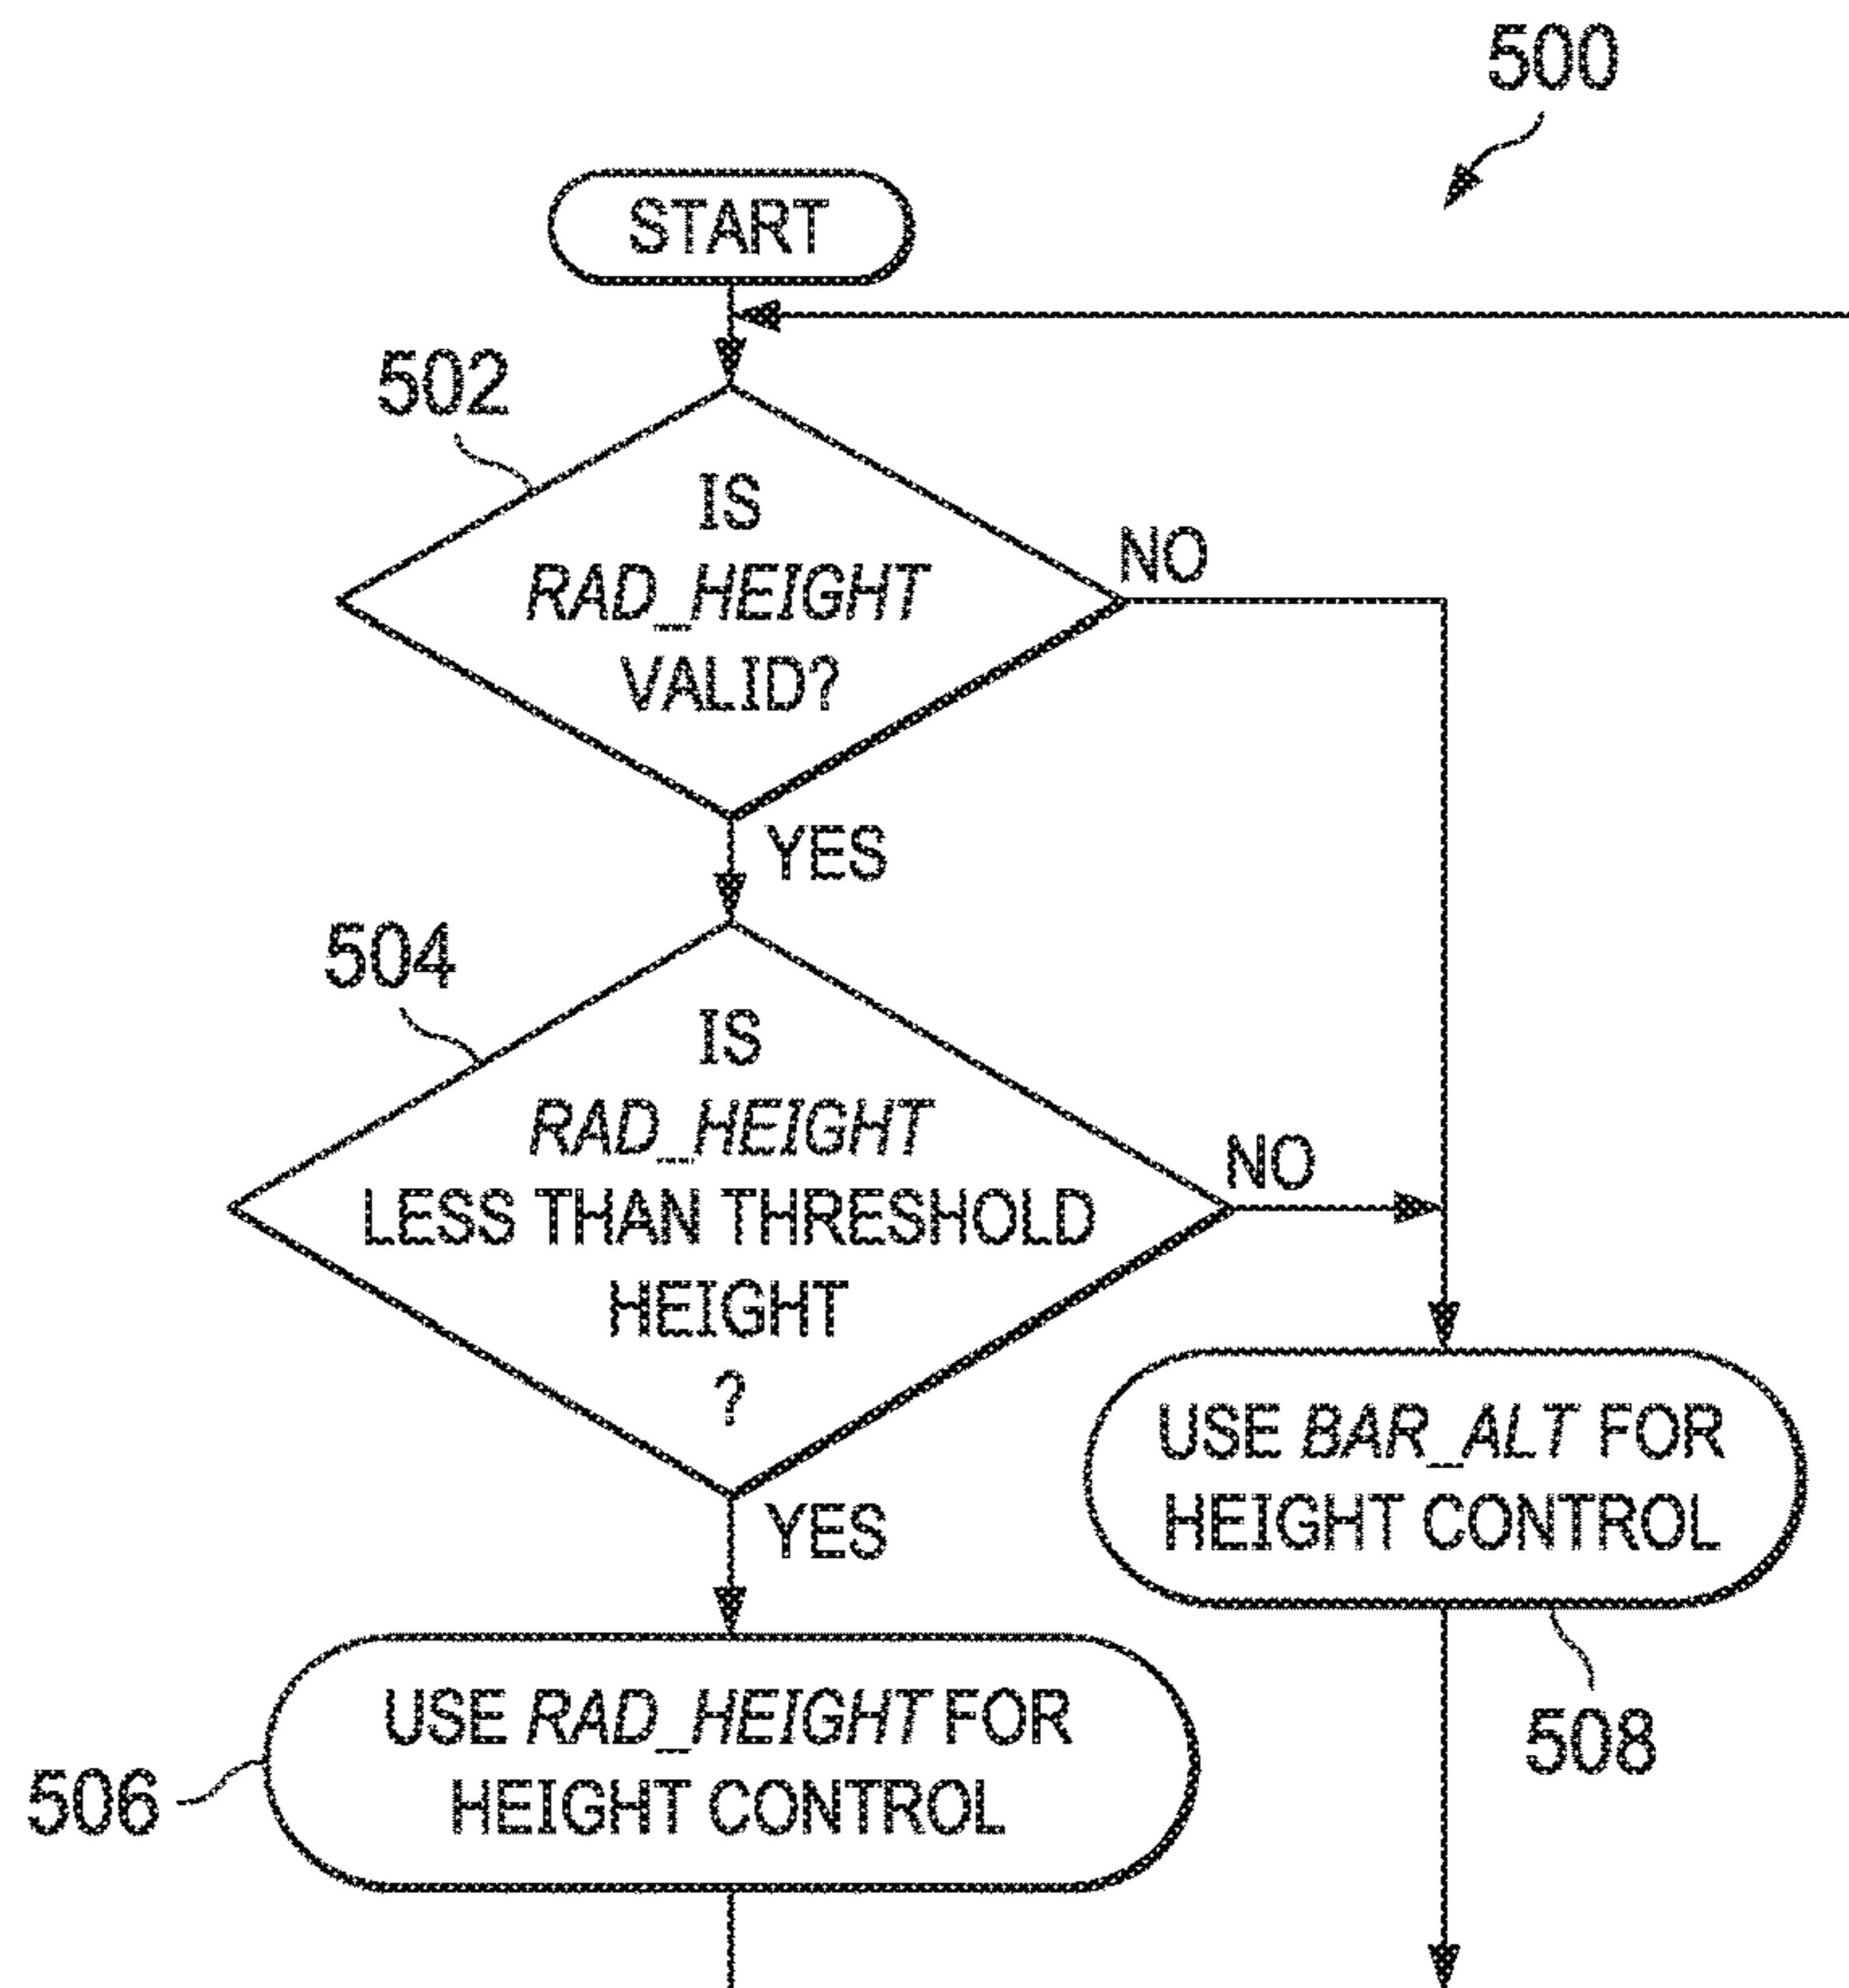 500
START
502
IS
RAD_HEIGHT
VALID?
NO
YES
504
IS
RAD_HEIGHT
LESS THAN THRESHOLD
HEIGHT
?
NO
YES
USE BAR_ALT FOR
HEIGHT CONTROL
508
USE RAD_HEIGHT FOR
HEIGHT CONTROL
506